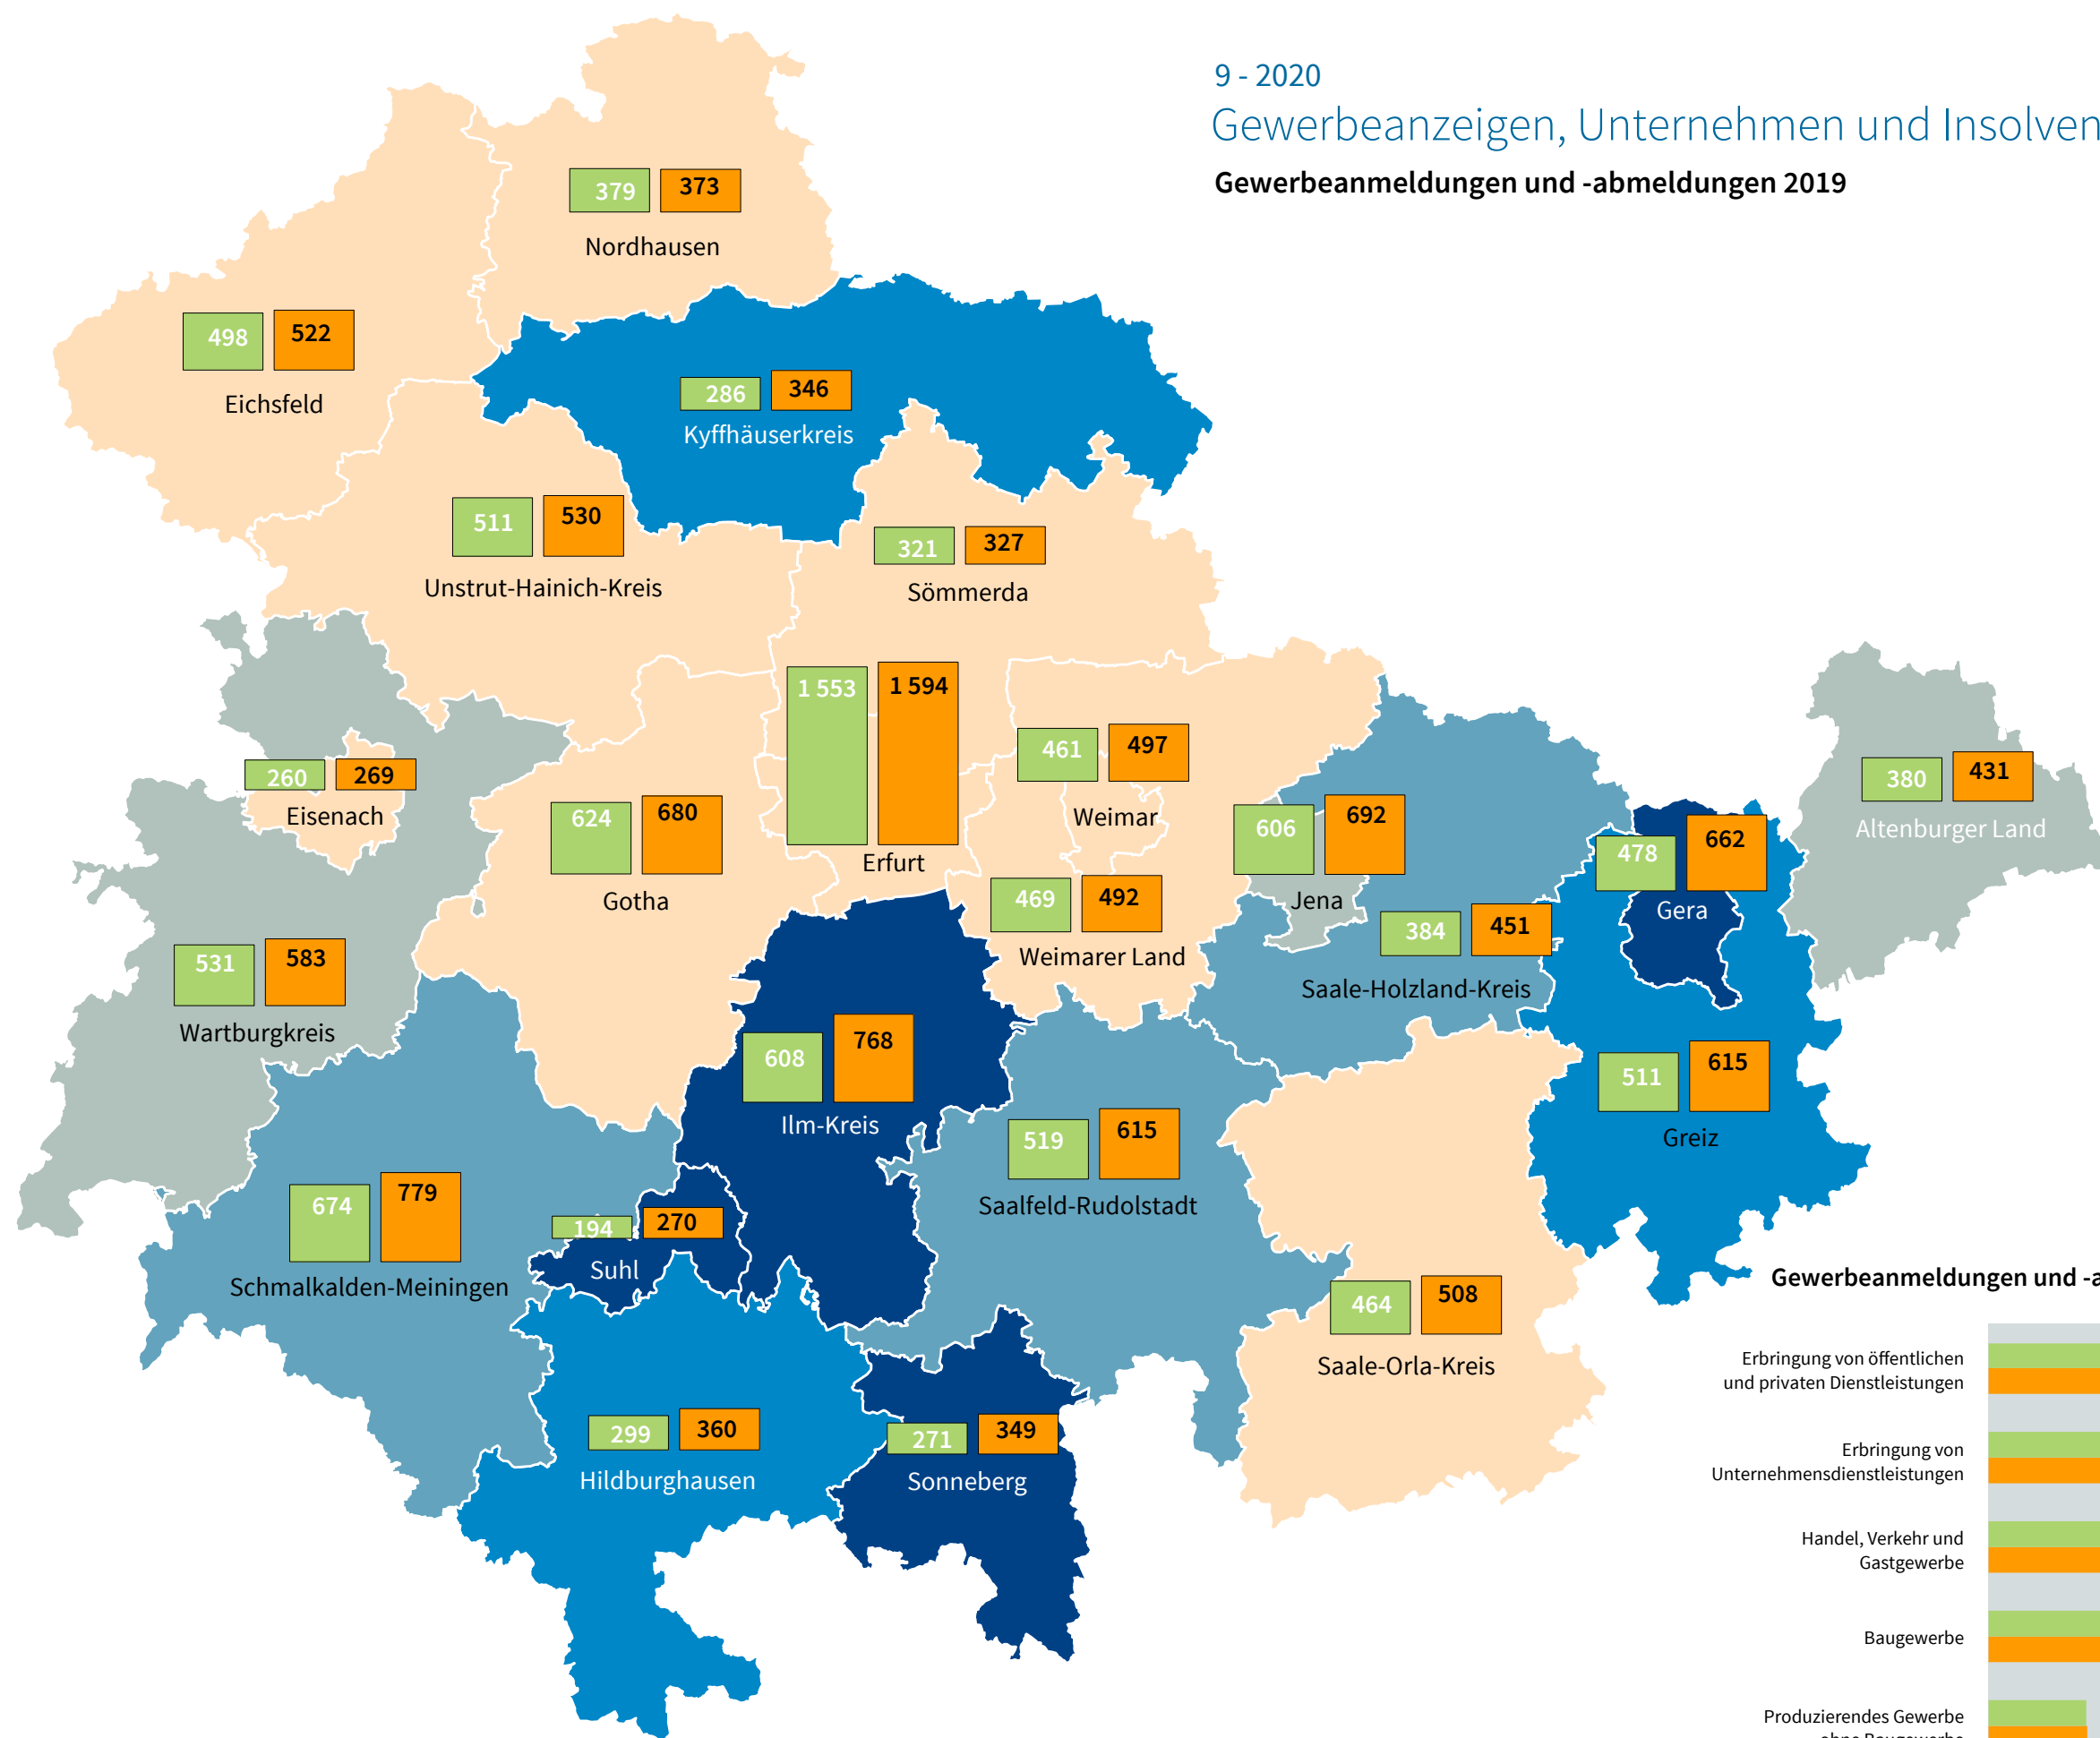 9 - 2020
Gewerbeanzeigen, Unternehmen und Insolven
Gewerbeanmeldungen und -abmeldungen 2019
379 373
Nordhausen
498 522
Eichsfeld
286 346
Kyffhäuserkreis
511 530
Unstrut-Hainich-Kreis
321 327
Sömmerda
1 553 1 594
Erfurt
461 497
Weimar
260 269
Eisenach
624 680
Gotha
469 492
Weimarer Land
606 692
Jena
478 662
Gera
380 431
Altenburger Land
384 451
Saale-Holzland-Kreis
531 583
Wartburgkreis
608 768
Ilm-Kreis
511 615
Greiz
519 615
Saalfeld-Rudolstadt
674 779
Schmalkalden-Meiningen
194 270
Suhl
464 508
Saale-Orla-Kreis
299 360
Hildburghausen
271 349
Sonneberg
Gewerbeanmeldungen und -a
Erbringung von öffentlichen
und privaten Dienstleistungen
Erbringung von
Unternehmensdienstleistungen
Handel, Verkehr und
Gastgewerbe
Baugewerbe
Produzierendes Gewerbe
ohne Baugewerbe